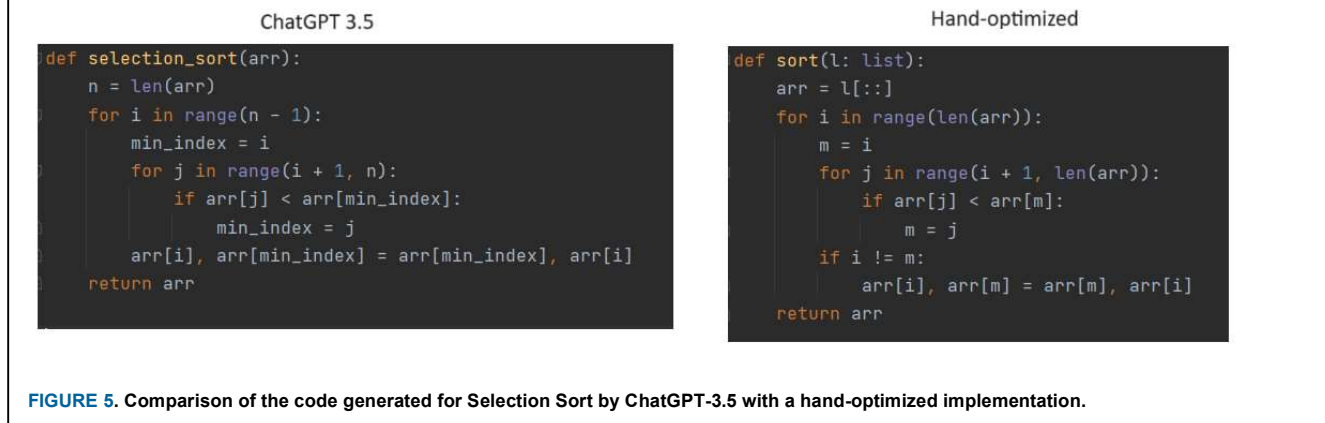 ChatGPT 3.5
def selection_sort(arr):
    n = len(arr)
    for i in range(n - 1):
        min_index = i
        for j in range(i + 1, n):
            if arr[j] < arr[min_index]:
                min_index = j
        arr[i], arr[min_index] = arr[min_index], arr[i]
    return arr
Hand-optimized
def sort(l: list):
    arr = l[::]
    for i in range(len(arr)):
        m = i
        for j in range(i + 1, len(arr)):
            if arr[j] < arr[m]:
                m = j
        if i != m:
            arr[i], arr[m] = arr[m], arr[i]
    return arr
FIGURE 5. Comparison of the code generated for Selection Sort by ChatGPT-3.5 with a hand-optimized implementation.